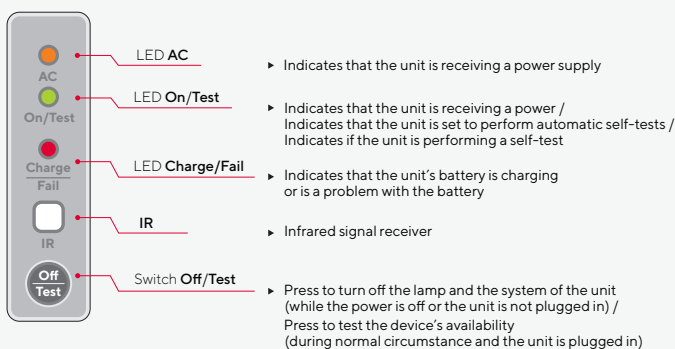 AC
On/Test
Charge
Fail
IR
Off
Test
LED AC
▸ Indicates that the unit is receiving a power supply
LED On/Test
▸ Indicates that the unit is receiving a power /
Indicates that the unit is set to perform automatic self-tests /
Indicates if the unit is performing a self-test
LED Charge/Fail
▸ Indicates that the unit's battery is charging
or is a problem with the battery
IR
▸ Infrared signal receiver
Switch Off/Test
▸ Press to turn off the lamp and the system of the unit
(while the power is off or the unit is not plugged in) /
Press to test the device's availability
(during normal circumstance and the unit is plugged in)